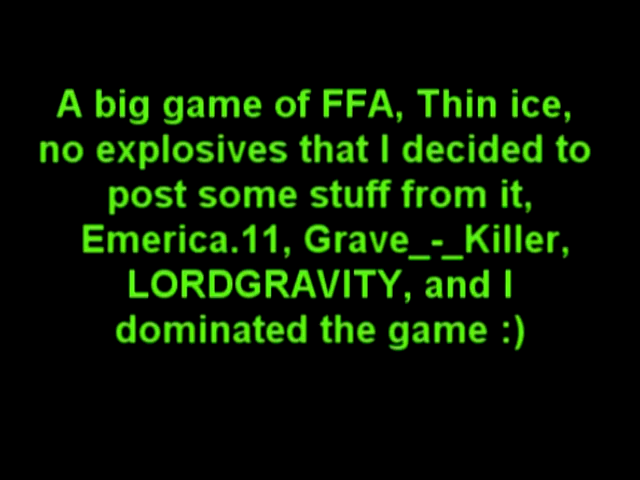 A big game of FFA, Thin ice,
no explosives that I decided to
post some stuff from it,
Emerica.11, Grave_-_Killer,
LORDGRAVITY, and I
dominated the game :)